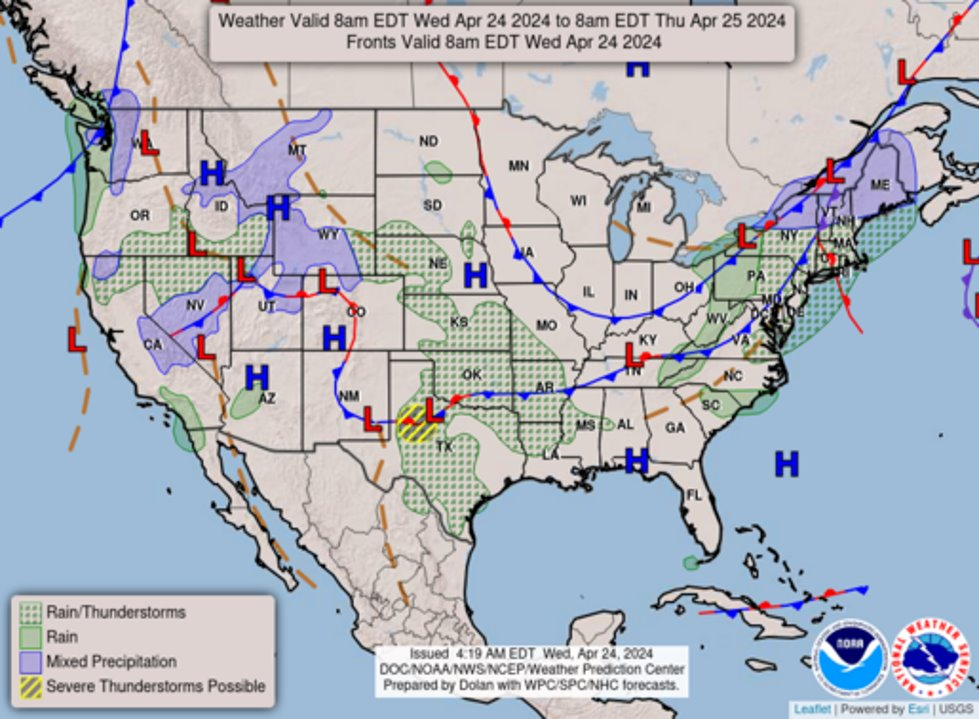 Weather Valid 8am EDT Wed Apr 24 2024 to 8am EDT Thu Apr 25 2024
Fronts Valid 8am EDT Wed Apr 24 2024
H
L
L
ND
MT
MN
L
H
ME
ID
SD
WI
MI
VT
NH
OR
H
WY
NY
L
MA
L
IA
L
RI
NE
H
PA
L
L
OH
NV
UT
IL
IN
MD
DE
CO
WV
KS
MO
KY
VA
L
CA
L
H
L
TN
OK
NC
H
AZ
NM
AR
SC
L
L
MS
AL
GA
TX
LA
H
H
FL
Rain/Thunderstorms
Rain
Mixed Precipitation
Severe Thunderstorms Possible
Issued 4:19 AM EDT Wed, Apr 24, 2024
DOC/NOAA/NWS/NCEP/Weather Prediction Center
Prepared by Dolan with WPC/SPC/NHC forecasts.
NOAA
NATIONAL WEATHER SERVICE
Leaflet | Powered by Esri | USGS